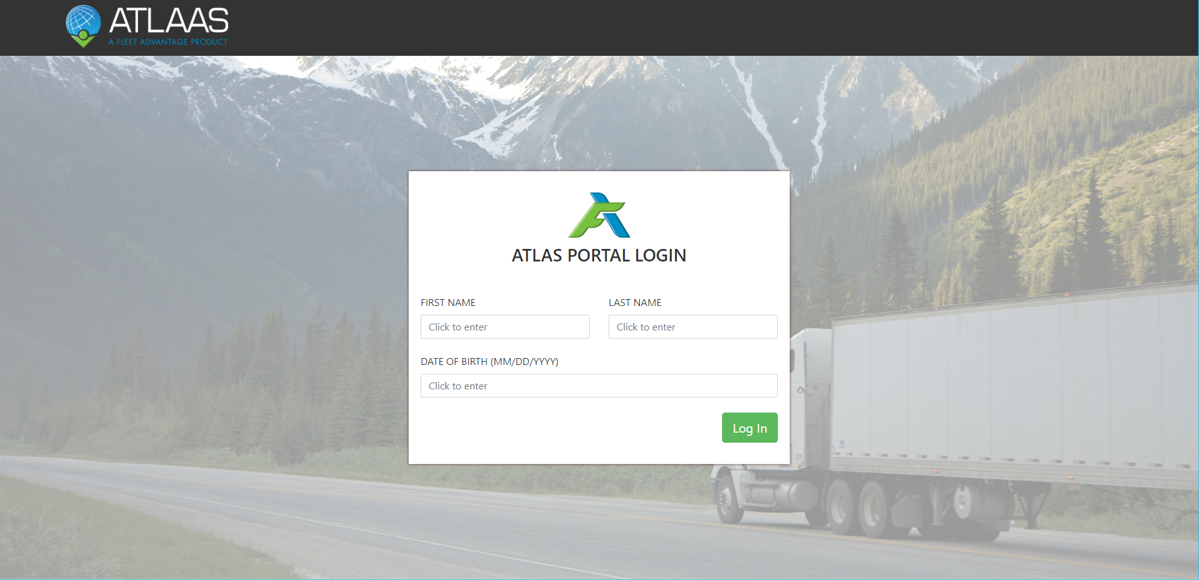 ATLAAS
A FLEET ADVANTAGE PRODUCT
ATLAS PORTAL LOGIN
FIRST NAME LAST NAME
Click to enter Click to enter
DATE OF BIRTH (MM/DD/YYYY)
Click to enter
Log In